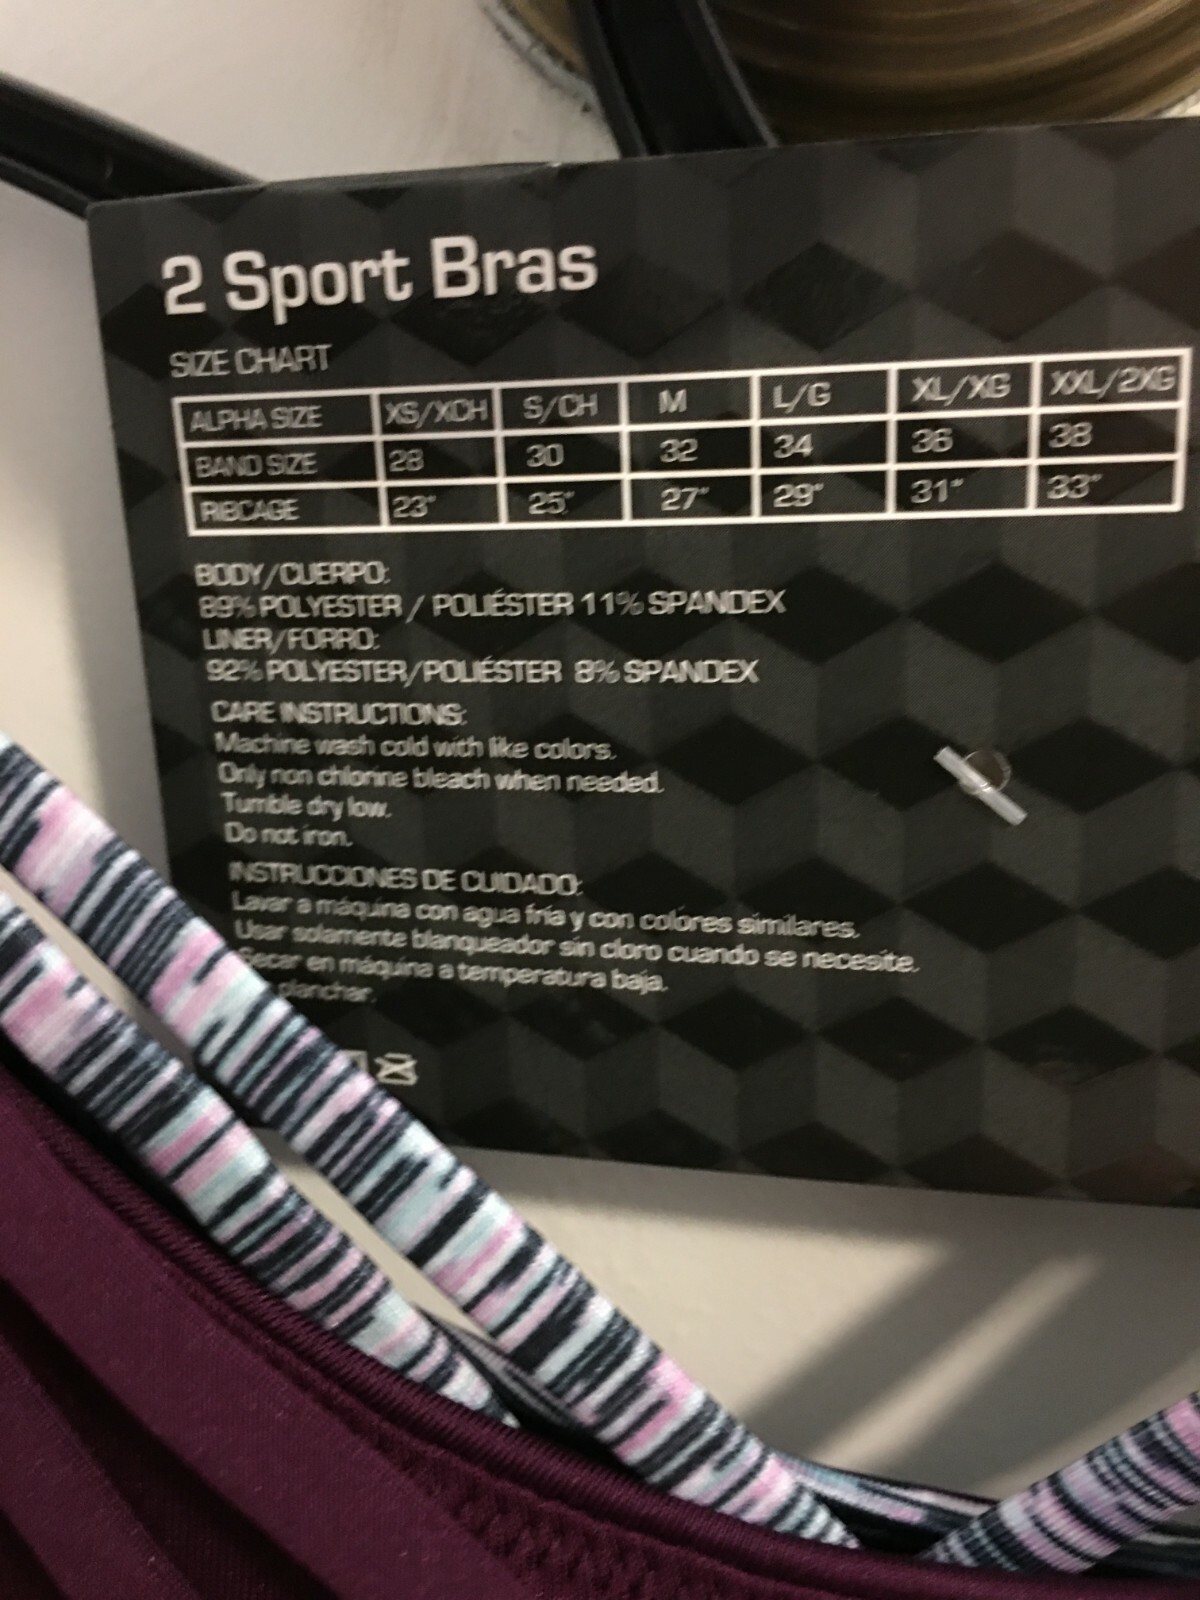 2 Sport Bras
SIZE CHART
ALPHA SIZE XS/XCH S/CH M L/G XL/XG XXL/2XG
BAND SIZE 28 30 32 34 36 38
RIBCAGE 23" 25" 27" 29" 31" 33"
BODY/CUERPO:
89% POLYESTER / POLIÉSTER 11% SPANDEX
LINER/FORRO:
92% POLYESTER/POLIÉSTER 8% SPANDEX
CARE INSTRUCTIONS:
Machine wash cold with like colors.
Only non chlorine bleach when needed.
Tumble dry low.
Do not iron.
INSTRUCCIONES DE CUIDADO:
Lavar a máquina con agua fría y con colores similares.
Usar solamente blanqueador sin cloro cuando se necesite.
Secar en máquina a temperatura baja.
planchar.